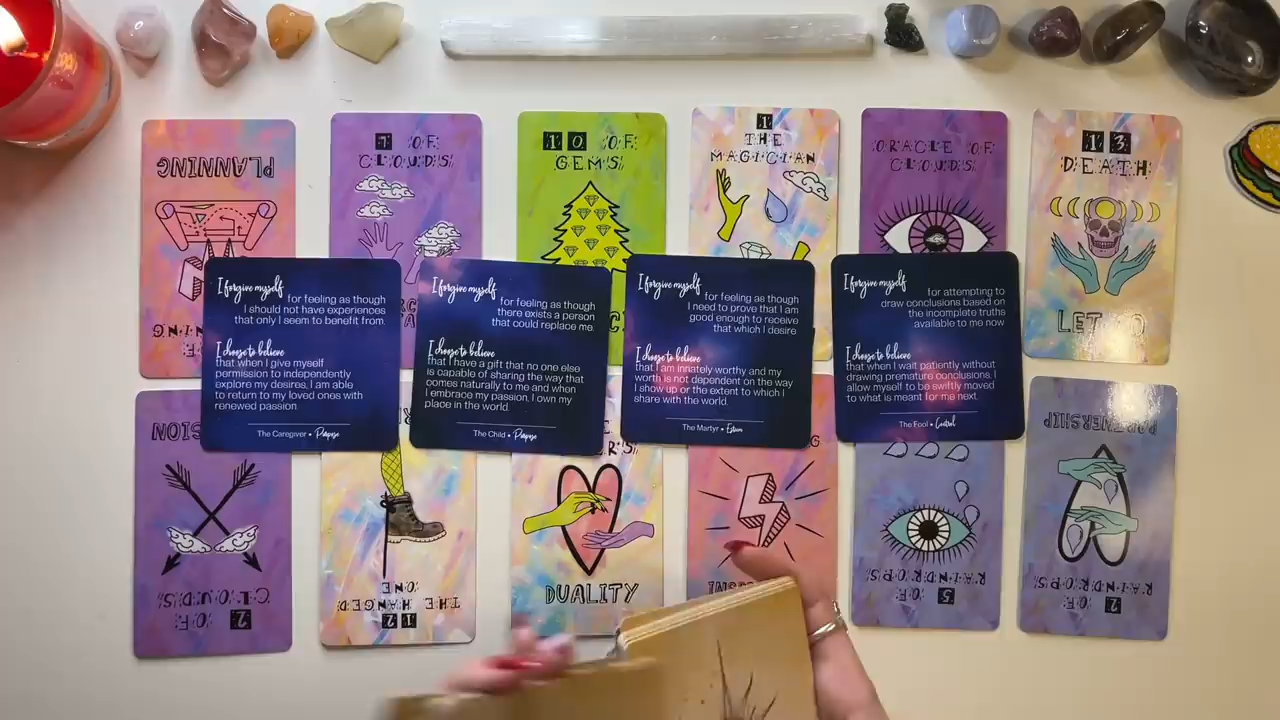 PLANNING
1 OF
CLOUDS
10 OF
GEMS
1
THE
MAGICIAN
ORACLE OF
CLOUDS
13
DEATH
I forgive myself
for feeling as though
I should not have experiences
that only I seem to benefit from.
I choose to believe
that when I give myself
permission to independently
explore my desires, I am able
to return to my loved ones with
renewed passion.
The Caregiver • Purpose
I forgive myself
for feeling as though
there exists a person
that could replace me.
I choose to believe
that I have a gift that no one else
is capable of sharing the way that
comes naturally to me and when
I embrace my passion, I own my
place in the world.
The Child • Purpose
I forgive myself
for feeling as though
I need to prove that I am
good enough to receive
that which I desire.
I choose to believe
that I am innately worthy and my
worth is not dependent on the way
I show up or the extent to which I
share with the world.
The Martyr • Esteem
I forgive myself
for attempting to
draw conclusions based on
the incomplete truths
available to me now.
I choose to believe
that when I wait patiently without
drawing premature conclusions, I
allow myself to be swiftly moved
to what is meant for me next.
The Fool • Control
2 OF
CLOUDS
12
THE HANGED
ONE
DUALITY
5 OF
RAINDROPS
PARTNERSHIP
2 OF
RAINDROPS